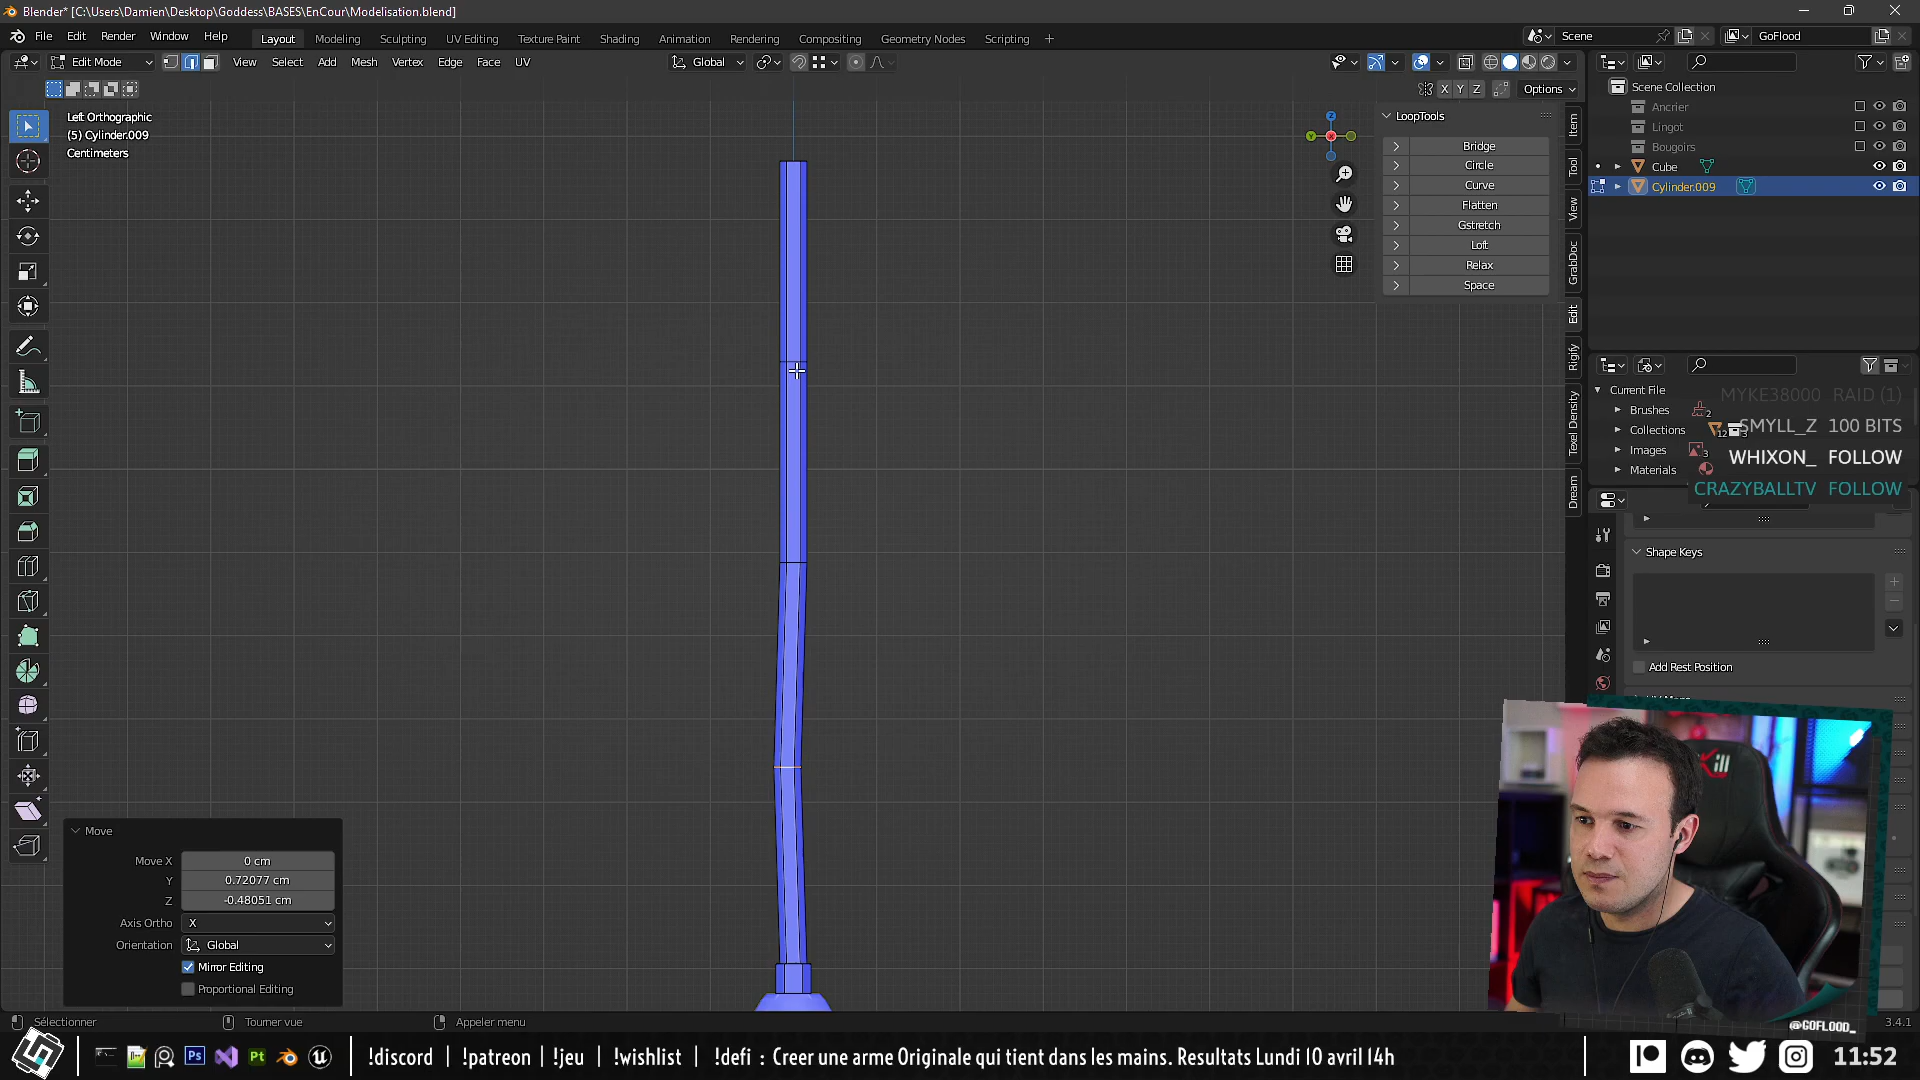 Blender* [C:\Users\Damien\Desktop\Goddess\BASES\EnCour\Modelisation.blend]
File Edit Render Window Help
Layout Modeling Sculpting UV Editing Texture Paint Shading Animation Rendering Compositing Geometry Nodes Scripting +
Scene
GoFlood
Edit Mode
View Select Add Mesh Vertex Edge Face UV
Global
X Y Z
Options
Left Orthographic
(5) Cylinder.009
Centimeters
Z
Y
LoopTools
Bridge
Circle
Curve
Flatten
Gstretch
Loft
Relax
Space
Item
Tool
View
GrabDoc
Edit
Rigify
Texel Density
Dream
Scene Collection
Ancrier
Lingot
Bougoirs
Cube
Cylinder.009
Current File
Brushes
2
Collections
12
3
Images
3
Materials
MYKE38000 RAID (1)
SMYLL_Z 100 BITS
WHIXON_ FOLLOW
CRAZYBALLTV FOLLOW
Shape Keys
Add Rest Position
Move
Move X 0 cm
Y 0.72077 cm
Z -0.48051 cm
Axis Ortho X
Orientation Global
Mirror Editing
Proportional Editing
Sélectionner
Tourner vue
Appeler menu
3.4.1
@GOFLOOD_
Ps
Pt
!discord | !patreon | !jeu | !wishlist | !defi : Creer une arme Originale qui tient dans les mains. Resultats Lundi 10 avril 14h
11:52